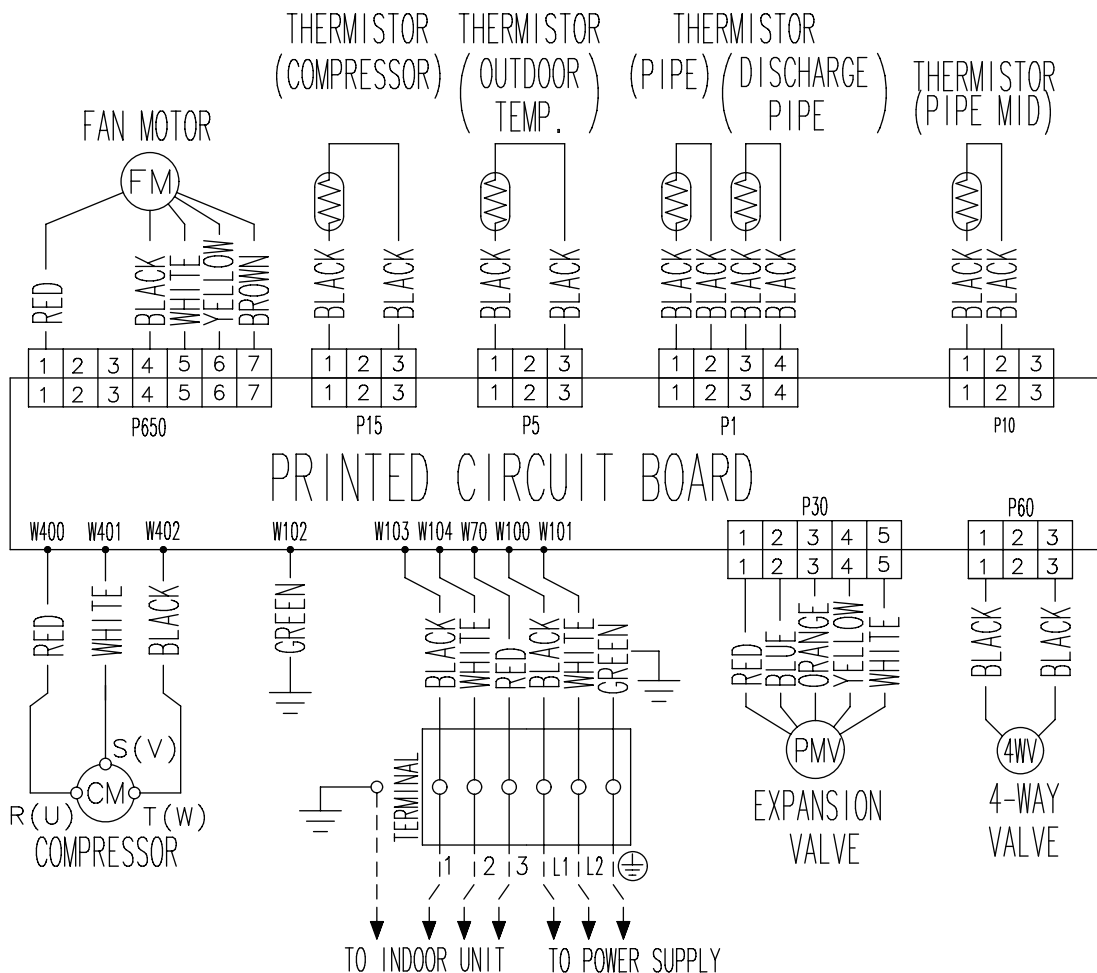 THERMISTOR THERMISTOR THERMISTOR
(COMPRESSOR) (OUTDOOR TEMP.) (PIPE) (DISCHARGE PIPE)
THERMISTOR
(PIPE MID)
FAN MOTOR
FM
RED BLACK WHITE YELLOW BROWN
BLACK BLACK
BLACK BLACK
BLACK BLACK BLACK BLACK
BLACK BLACK
1 2 3 4 5 6 7
1 2 3 4 5 6 7
P650
1 2 3
1 2 3
P15
1 2 3
1 2 3
P5
1 2 3 4
1 2 3 4
P1
1 2 3
1 2 3
P10
PRINTED CIRCUIT BOARD
W400 W401 W402 W102 W103 W104 W70 W100 W101
P30
1 2 3 4 5
1 2 3 4 5
P60
1 2 3
1 2 3
RED WHITE BLACK
GREEN
BLACK WHITE RED BLACK WHITE GREEN
RED BLUE ORANGE YELLOW WHITE
BLACK BLACK
S(V)
CM
R(U) T(W)
COMPRESSOR
TERMINAL
1 2 3 L1 L2
TO INDOOR UNIT TO POWER SUPPLY
PMV
EXPANSION
VALVE
4WV
4-WAY
VALVE